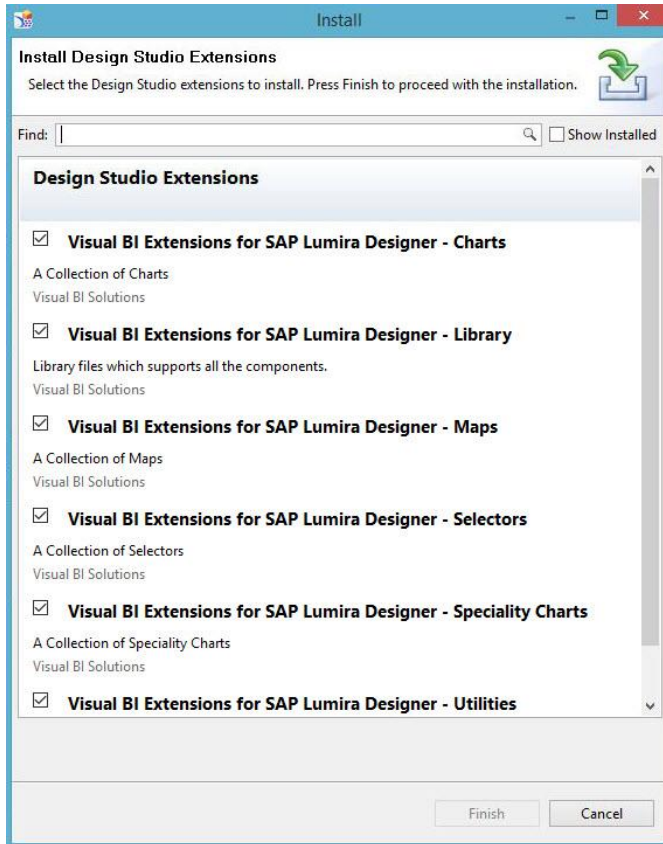 Install
Install Design Studio Extensions
Select the Design Studio extensions to install. Press Finish to proceed with the installation.
Find:
Show Installed
Design Studio Extensions
Visual BI Extensions for SAP Lumira Designer - Charts
A Collection of Charts
Visual BI Solutions
Visual BI Extensions for SAP Lumira Designer - Library
Library files which supports all the components.
Visual BI Solutions
Visual BI Extensions for SAP Lumira Designer - Maps
A Collection of Maps
Visual BI Solutions
Visual BI Extensions for SAP Lumira Designer - Selectors
A Collection of Selectors
Visual BI Solutions
Visual BI Extensions for SAP Lumira Designer - Speciality Charts
A Collection of Speciality Charts
Visual BI Solutions
Visual BI Extensions for SAP Lumira Designer - Utilities
Finish
Cancel